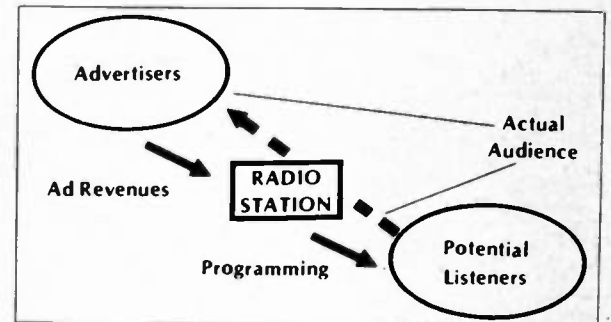 Advertisers
Actual
Audience
Ad Revenues
RADIO
STATION
Programming
Potential
Listeners